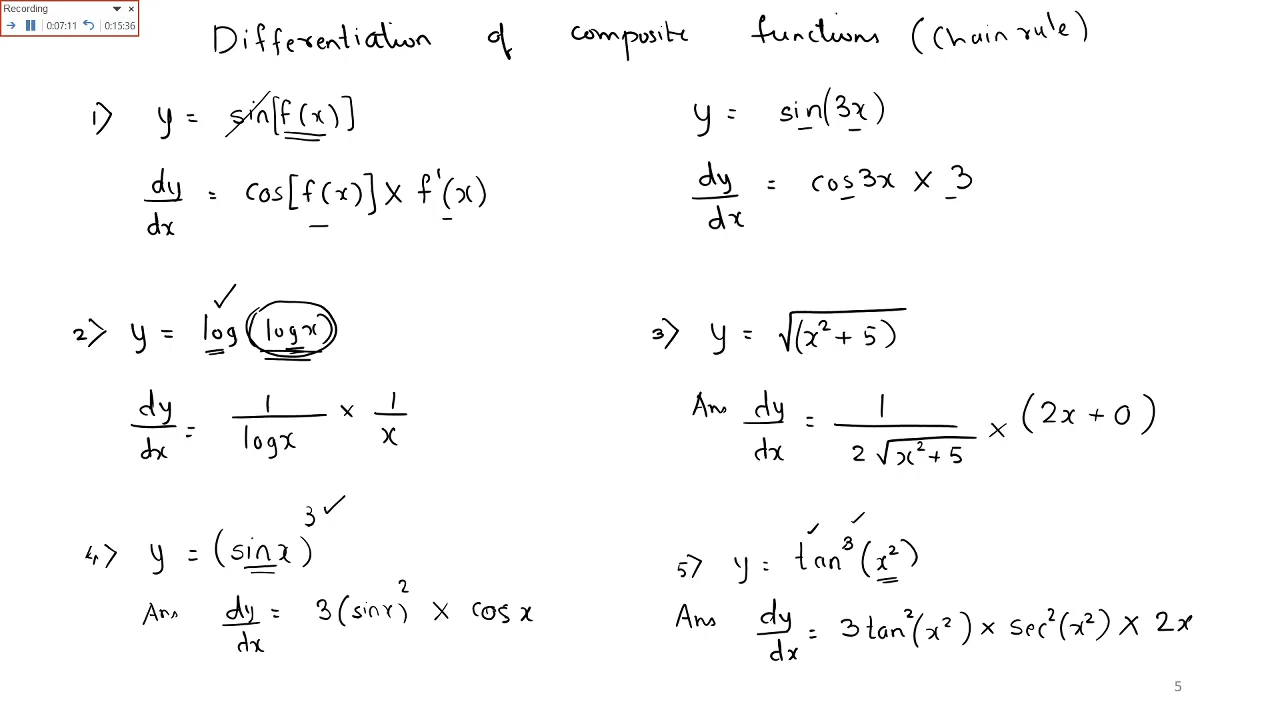 Recording
0:07:11 0:15:36
Differentiation of composite functions (Chain rule)
1) y = sin[f(x)]
dy/dx = cos[f(x)] × f'(x)
y = sin(3x)
dy/dx = cos3x × 3
2) y = log(logx)
dy/dx = 1/logx × 1/x
3) y = √(x²+5)
Ans dy/dx = 1/2√x²+5 × (2x+0)
4) y = (sinx)³
Ans dy/dx = 3(sinx)² × cosx
5) y = tan³(x²)
Ans dy/dx = 3tan²(x²) × sec²(x²) × 2x
5